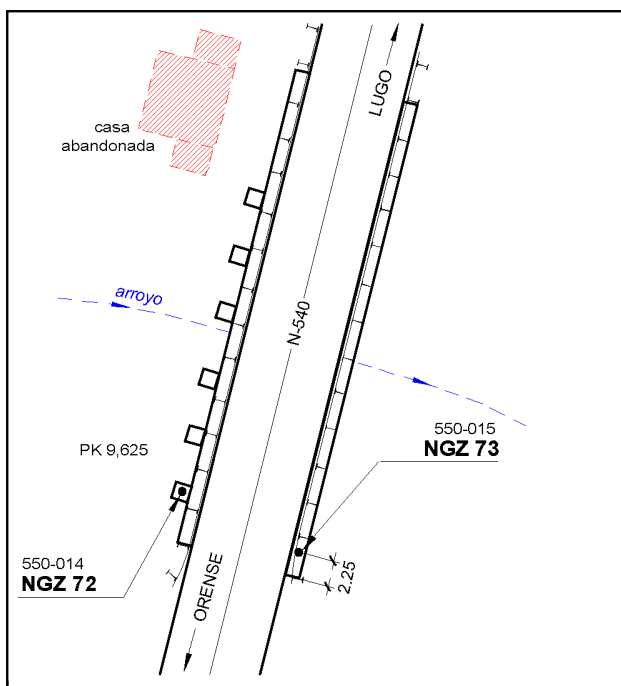 LUGO
casa
abandonada
arroyo
N-540
PK 9,625
550-015
NGZ 73
550-014
NGZ 72
ORENSE
2.25